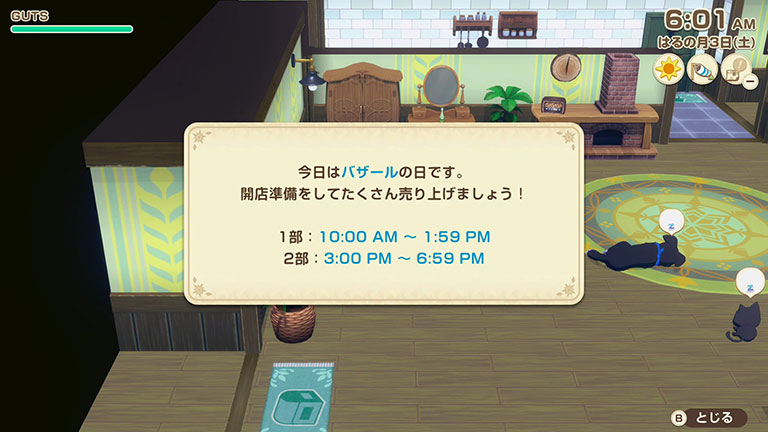 GUTS
6:01 AM
はるの月3日(土)
今日はバザールの日です。
開店準備をしてたくさん売り上げましょう！
1部：10:00 AM ～ 1:59 PM
2部：3:00 PM ～ 6:59 PM
z
z
B とじる